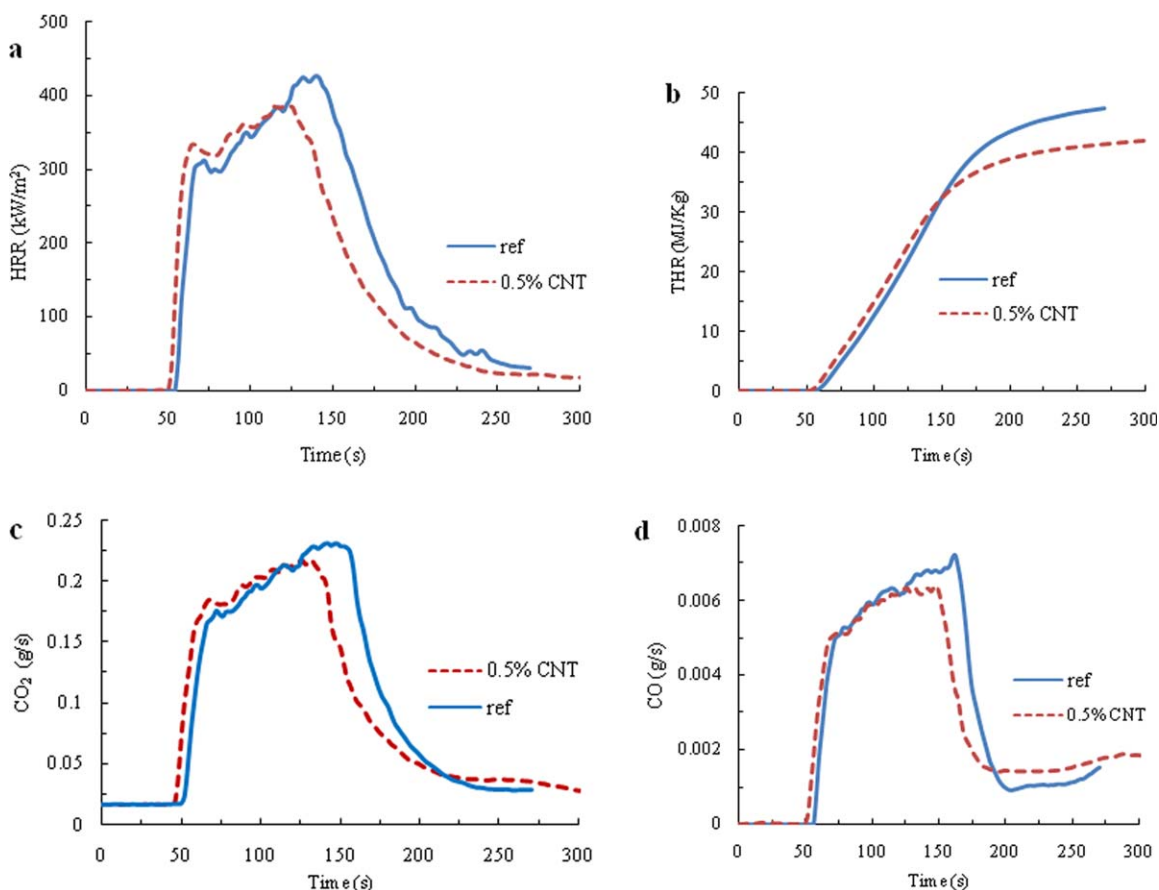 a
500
400
300
200
100
0
HRR (kW/m²)
0 50 100 150 200 250 300
Time (s)
ref
0.5% CNT
b
50
40
30
20
10
0
THR (MJ/Kg)
0 50 100 150 200 250 300
Time (s)
ref
0.5% CNT
c
0.25
0.2
0.15
0.1
0.05
0
CO₂ (g/s)
0 50 100 150 200 250 300
Time (s)
0.5% CNT
ref
d
0.008
0.006
0.004
0.002
0
CO (g/s)
0 50 100 150 200 250 300
Time (s)
ref
0.5%CNT